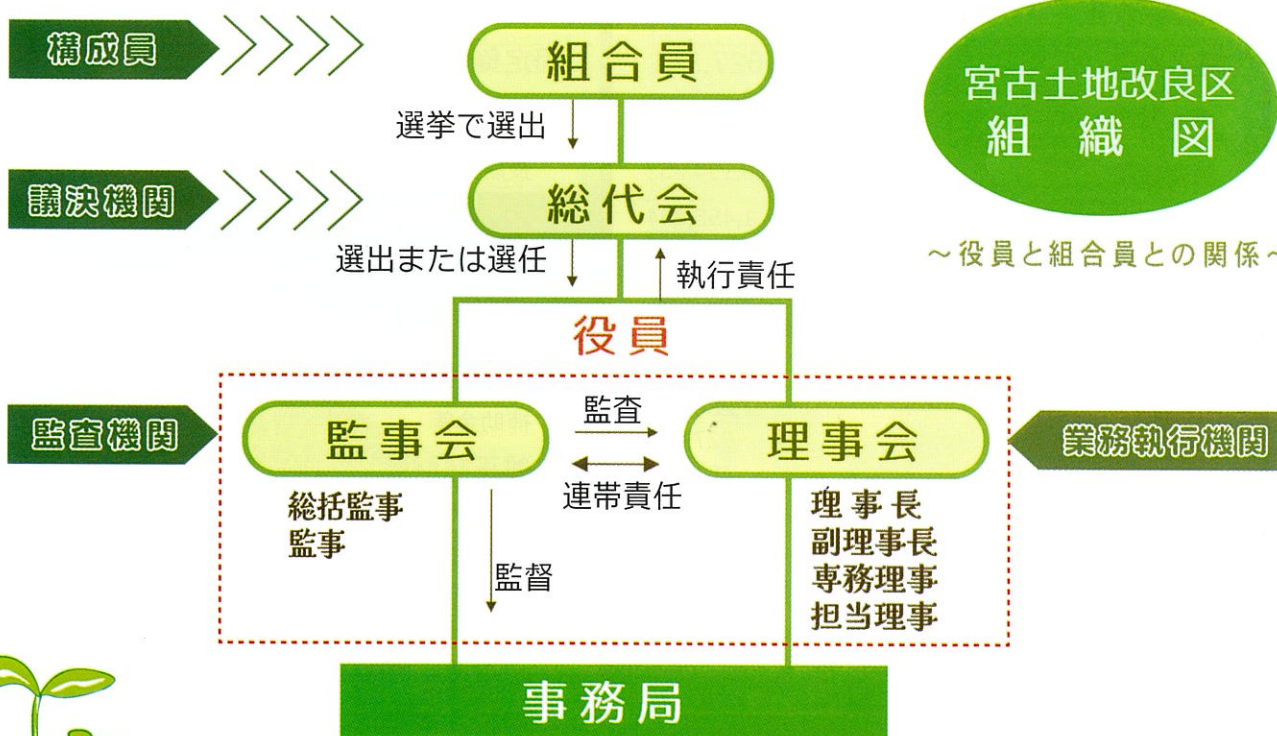 構成員
組合員
宮古土地改良区
組織図
選挙で選出
議決機関
総代会
~役員と組合員との関係~
選出または選任
執行責任
役員
監査機関
監事会
監査
理事会
業務執行機関
連帯責任
総括監事
監事
理事長
副理事長
専務理事
担当理事
監督
事務局